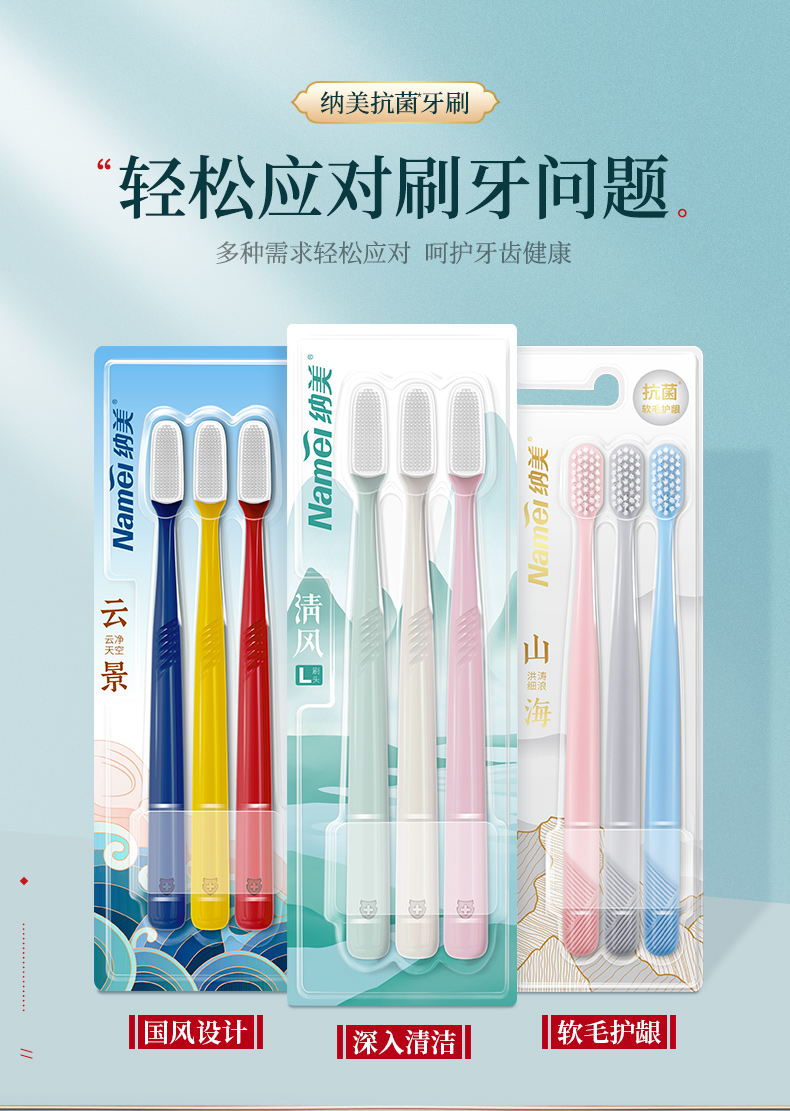 纳美抗菌牙刷
“轻松应对刷牙问题。
多种需求轻松应对 呵护牙齿健康
Namei 纳美®
云景
云净
天空
Namei 纳美®
清风
L 刷头
抗菌
软毛护龈
Namei 纳美®
山海
洪涛
细浪
国风设计
深入清洁
软毛护龈